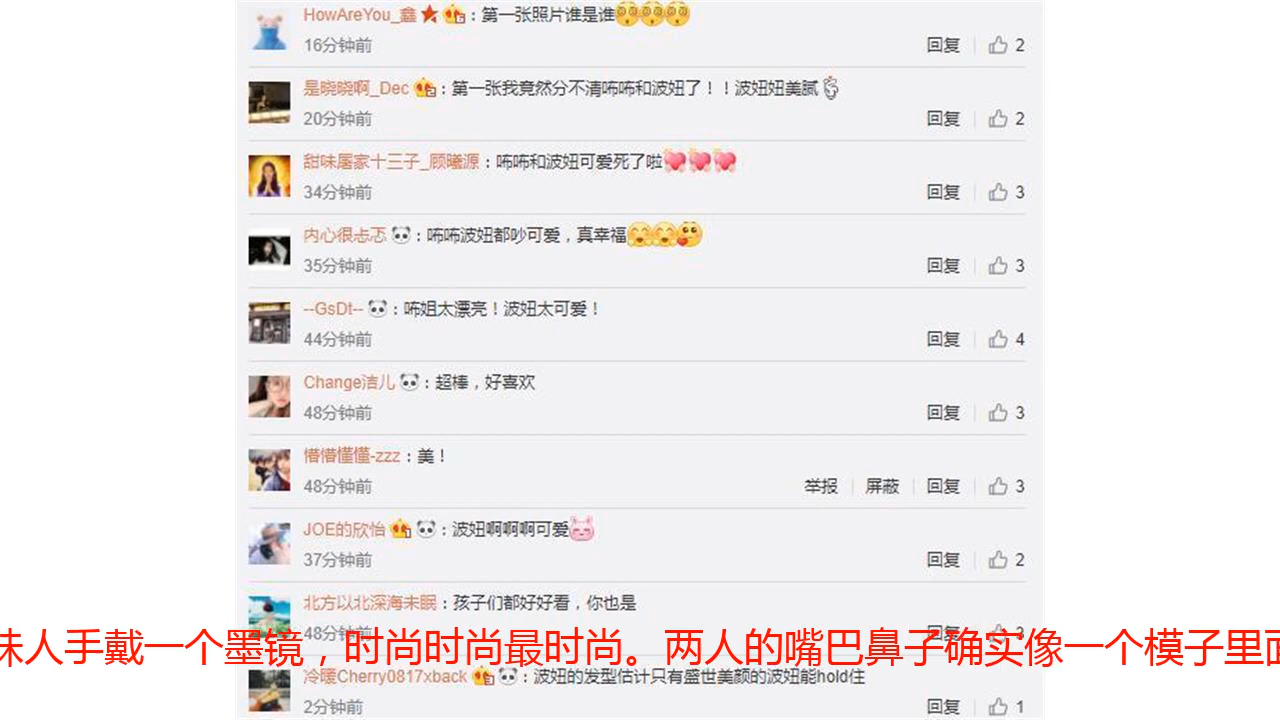 HowAreYou_鑫：第一张照片谁是谁
16分钟前 回复 2
是晓晓啊_Dec：第一张我竟然分不清咘咘和波妞了！！波妞妞美腻
20分钟前 回复 2
甜味屠家十三子_顾曦源：咘咘和波妞可爱死了啦
34分钟前 回复 3
内心很忐忑：咘咘波妞都吵可爱，真幸福
35分钟前 回复 3
--GsDt--：咘姐太漂亮！波妞太可爱！
44分钟前 回复 4
Change洁儿：超棒，好喜欢
48分钟前 回复 3
懵懵懂懂-zzz：美！
48分钟前 举报 屏蔽 回复 3
JOE的欣怡：波妞啊啊啊可爱
37分钟前 回复 2
北方以北深海未眠：孩子们都好好看，你也是
48分钟前 回复 3
妹人手戴一个墨镜，时尚时尚最时尚。两人的嘴巴鼻子确实像一个模子里面
冷暖Cherry0817xback：波妞的发型估计只有盛世美颜的波妞能hold住
2分钟前 回复 1